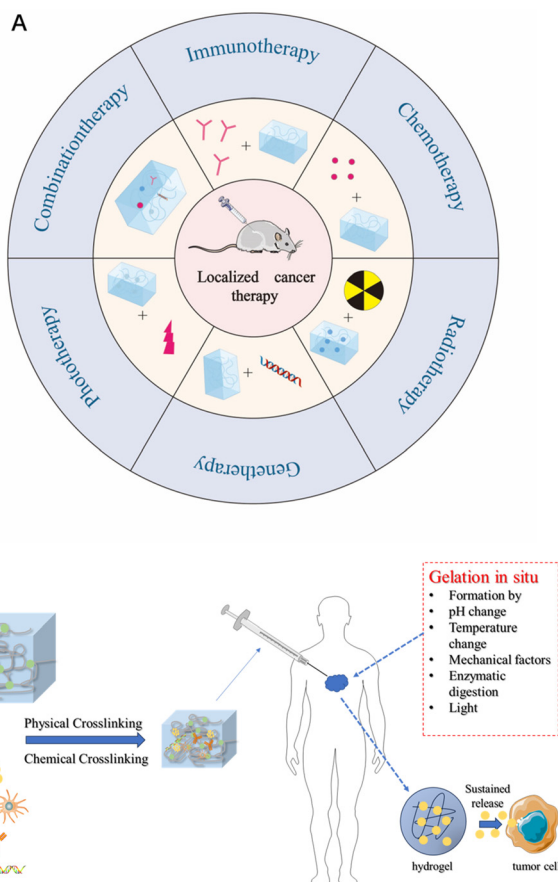 A
Immunotherapy
Chemotherapy
Radiotherapy
Genetherapy
Phototherapy
Combinationtherapy
+
+
+
+
+
Localized cancer
therapy
Gelation in situ
• Formation by
• pH change
• Temperature
change
• Mechanical factors
• Enzymatic
digestion
• Light
Physical Crosslinking
Chemical Crosslinking
Sustained
release
hydrogel
tumor cell